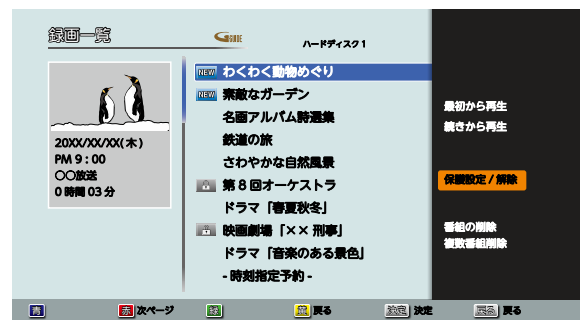 録画一覧
G GUIDE
ハードディスク1
20XX/XX/XX(木)
PM 9:00
〇〇放送
0時間03分
NEW わくわく動物めぐり
NEW 素敵なガーデン
名画アルバム詩選集
鉄道の旅
さわやかな自然風景
第8回オーケストラ
ドラマ「春夏秋冬」
映画劇場「×× 刑事」
ドラマ「音楽のある景色」
- 時刻指定予約 -
最初から再生
続きから再生
保護設定 / 解除
番組の削除
複数番組削除
青
赤 次ページ
緑
黄 戻る
決定 決定
戻る 戻る